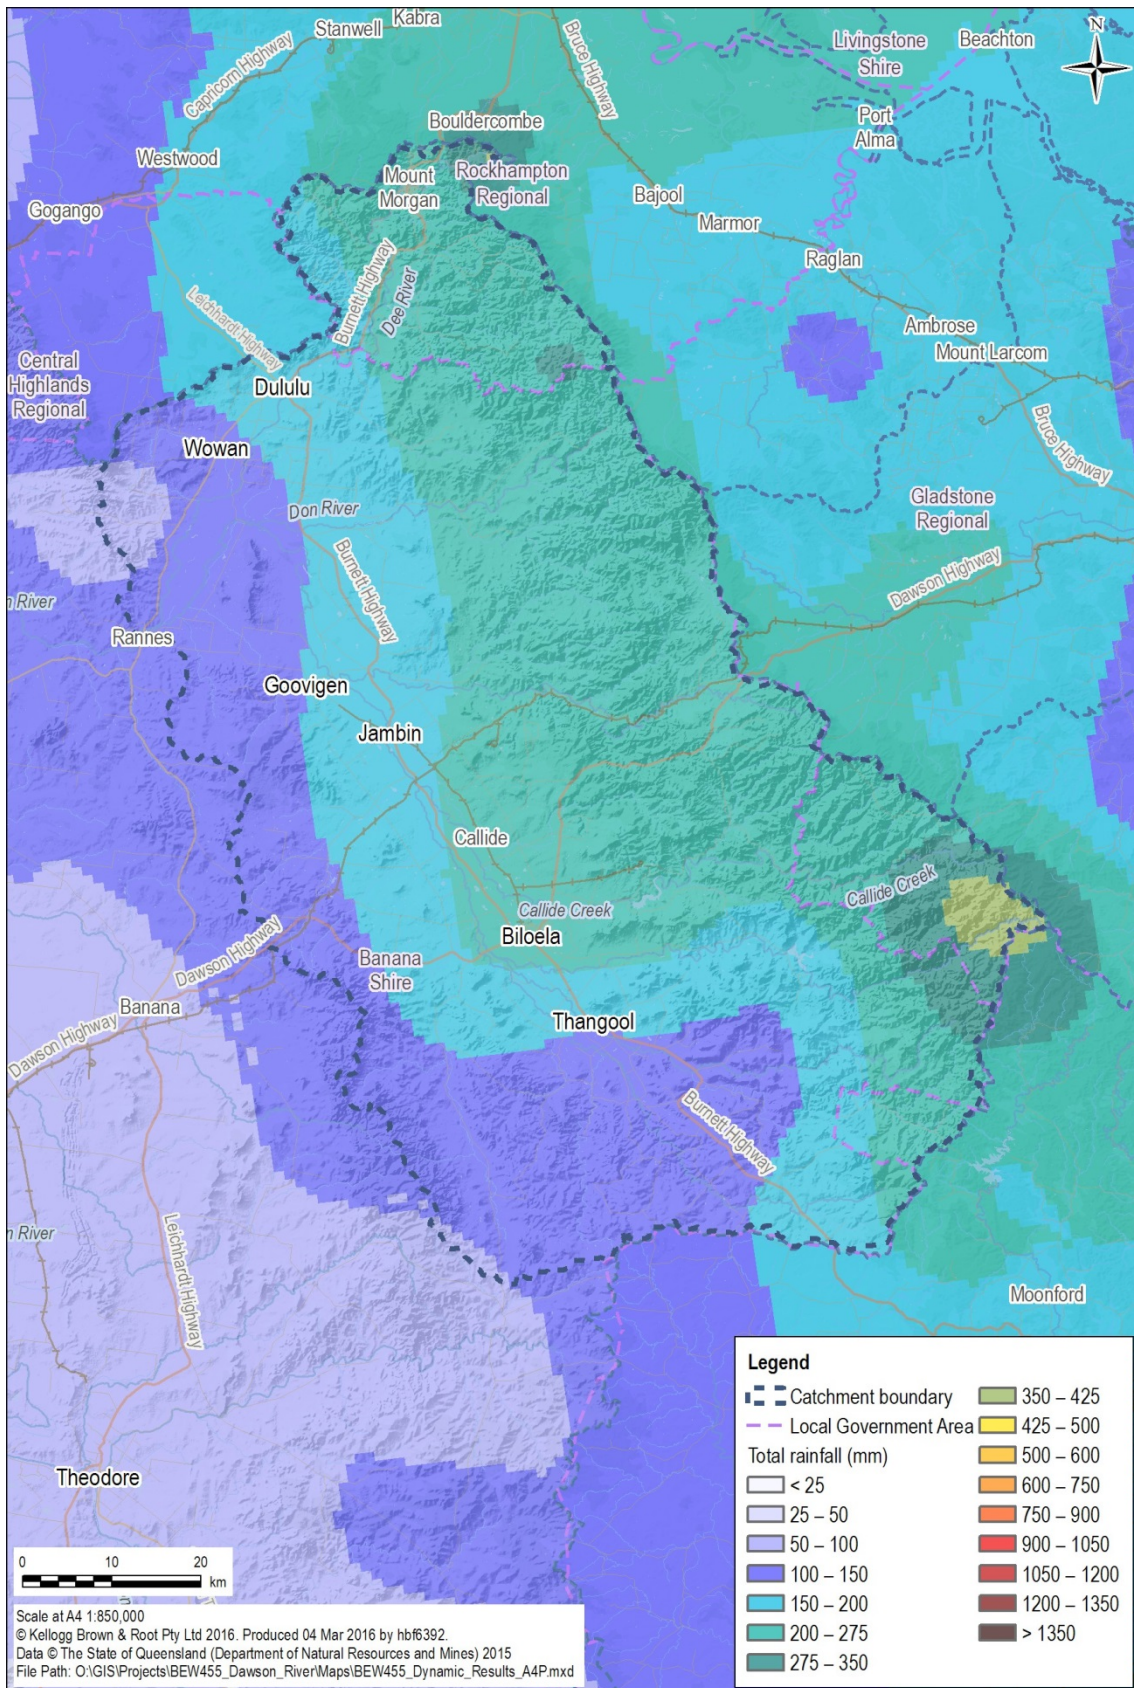 Kabra
Stanwell
Capricorn Highway
Bruce Highway
Livingstone
Shire
Beachton
N
Bouldercombe
Port
Alma
Westwood
Mount
Morgan
Rockhampton
Regional
Gogango
Bajool
Marmor
Raglan
Burnett Highway
Dee River
Leichhardt Highway
Ambrose
Mount Larcom
Central
Highlands
Regional
Dululu
Wowan
Bruce Highway
Don River
Gladstone
Regional
Burnett Highway
Dawson Highway
n River
Rannes
Goovigen
Jambin
Callide
Callide Creek
Callide Creek
Biloela
Dawson Highway
Banana
Shire
Banana
Thangool
Dawson Highway
Burnett Highway
n River
Leichhardt Highway
Moonford
Theodore
Legend
Catchment boundary
Local Government Area
Total rainfall (mm)
< 25
25 – 50
50 – 100
100 – 150
150 – 200
200 – 275
275 – 350
350 – 425
425 – 500
500 – 600
600 – 750
750 – 900
900 – 1050
1050 – 1200
1200 – 1350
> 1350
0 10 20
km
Scale at A4 1:850,000
© Kellogg Brown & Root Pty Ltd 2016. Produced 04 Mar 2016 by hbf6392.
Data © The State of Queensland (Department of Natural Resources and Mines) 2015
File Path: O:\GIS\Projects\BEW455_Dawson_River\Maps\BEW455_Dynamic_Results_A4P.mxd